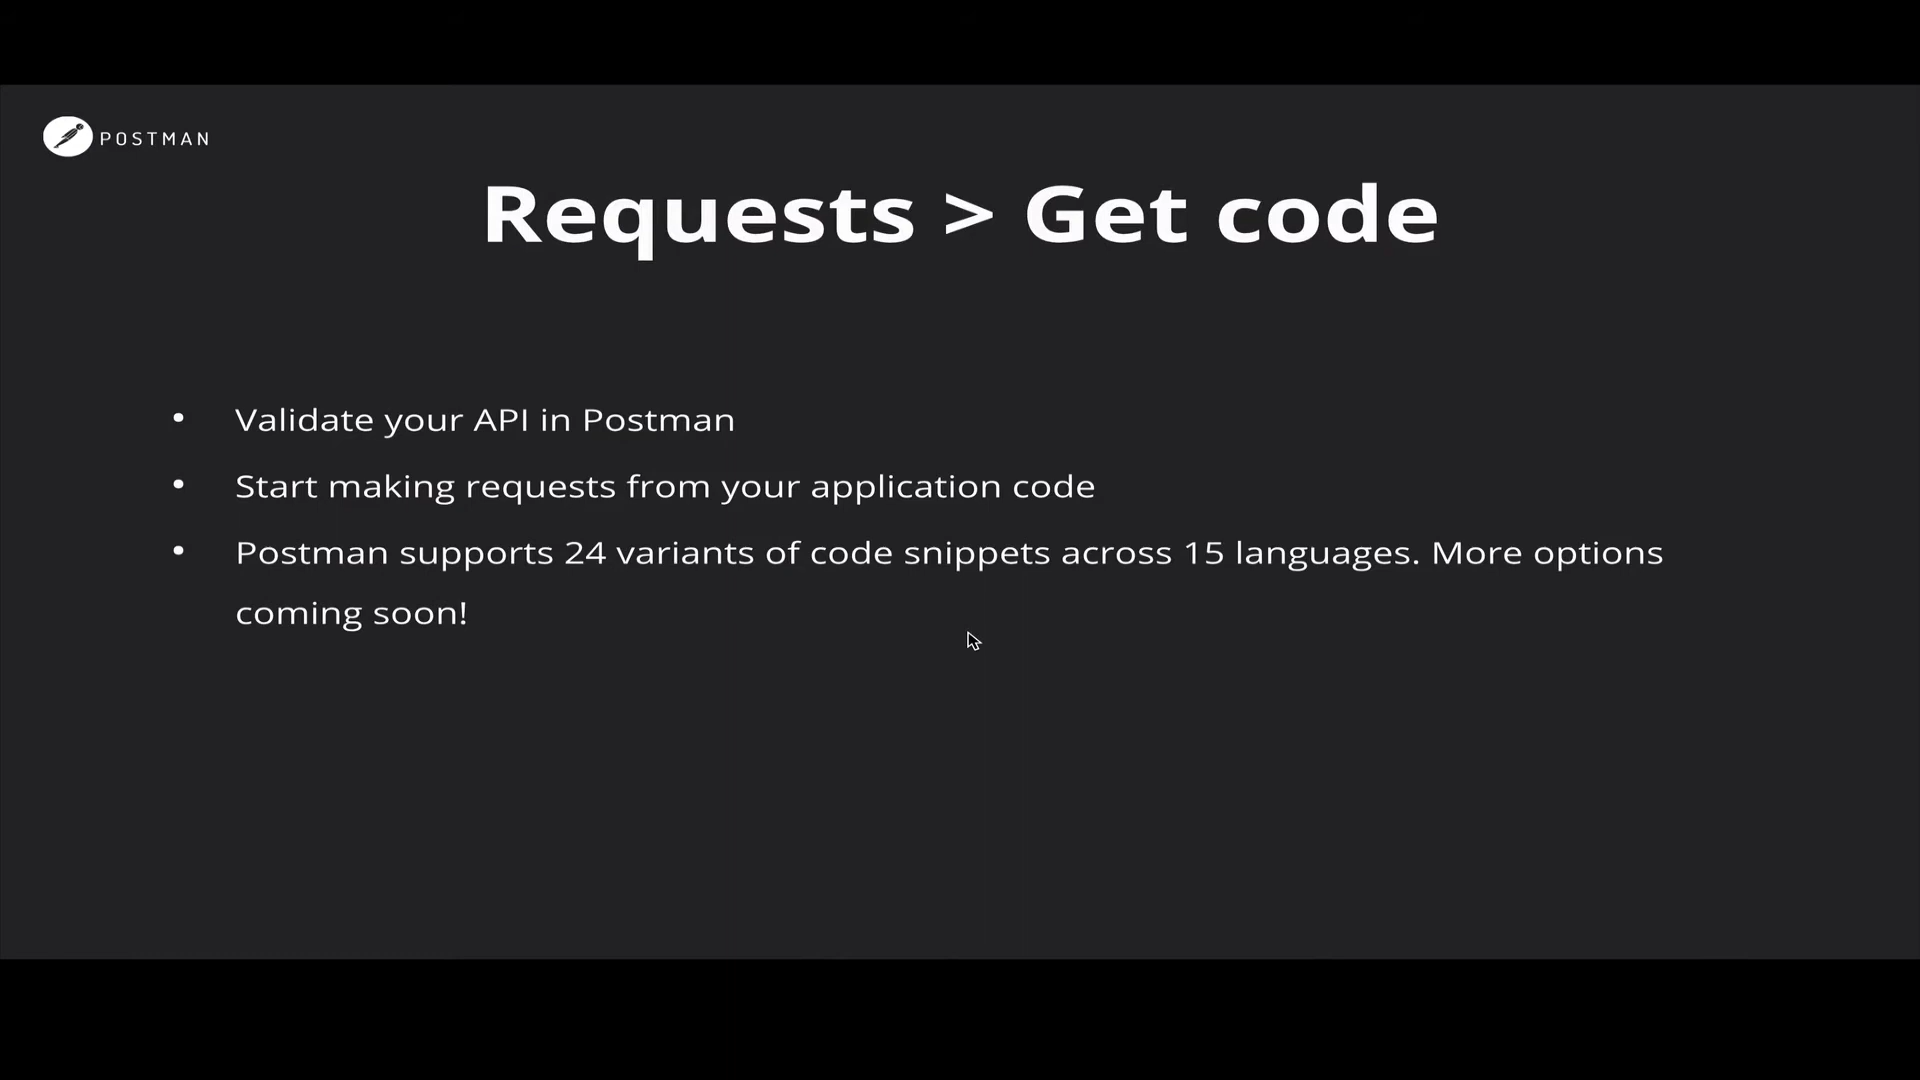 POSTMAN
Requests > Get code
• Validate your API in Postman
• Start making requests from your application code
• Postman supports 24 variants of code snippets across 15 languages. More options
coming soon!